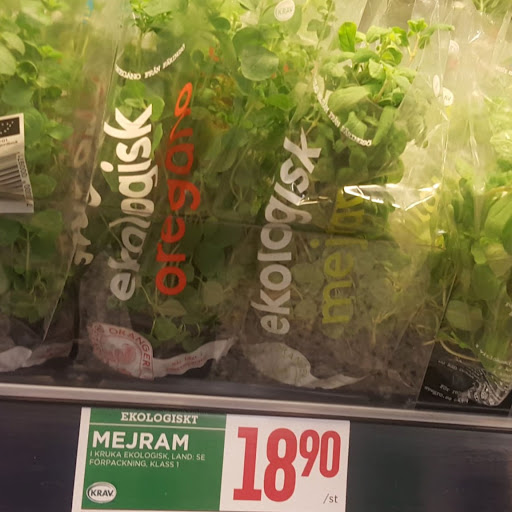 ekologisk
oregano
ekologisk
mejram
EKOLOGISKT
MEJRAM
I KRUKA EKOLOGISK, LAND: SE
FÖRPACKNING, KLASS 1
KRAV
18 90
/st